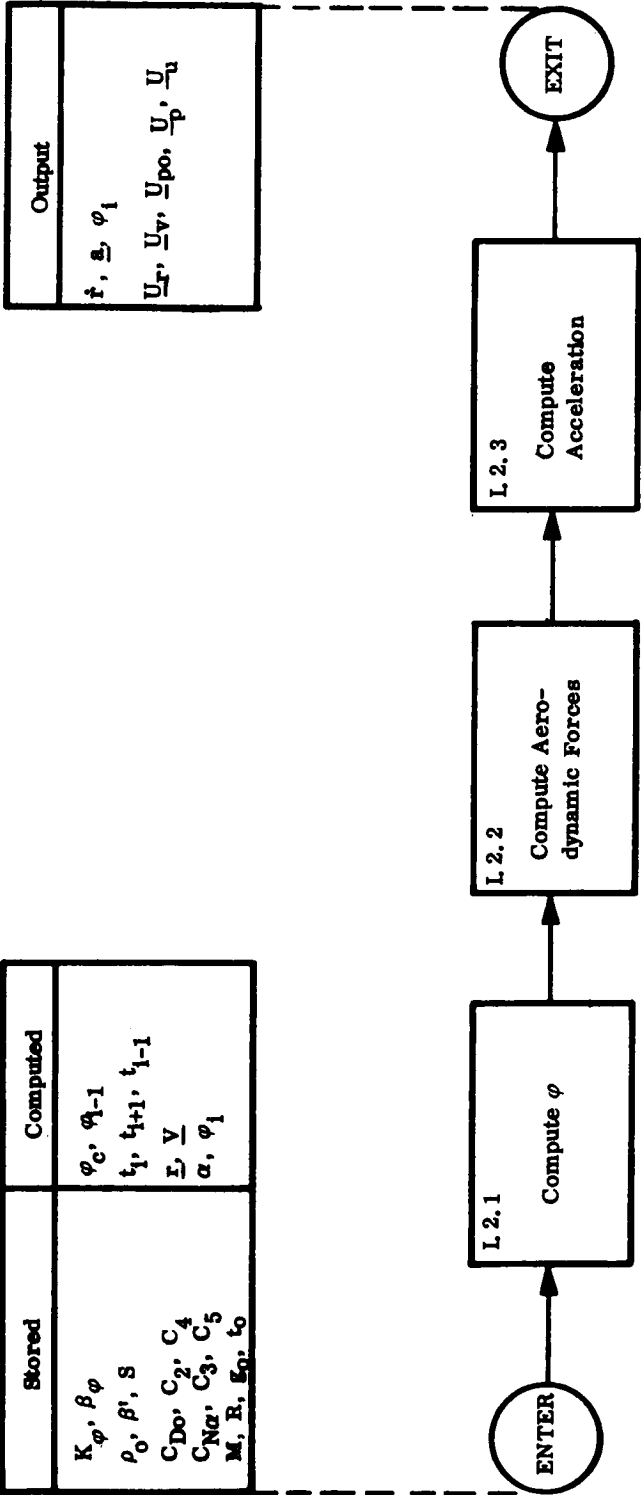 Stored
K_φ, β_φ
ρ_o, β', S
C_Do, C_2, C_4
C_Nα, C_3, C_5
M, R, g_o, t_o
Computed
φ_c, φ_i-1
t_i, t_i+1, t_i-1
r, V
α, φ_i
Output
ṙ, a, φ_i
U_r, U_v, U_po, U_p, U_u
ENTER
I.2.1
Compute φ
I.2.2
Compute Aero-
dynamic Forces
I.2.3
Compute
Acceleration
EXIT